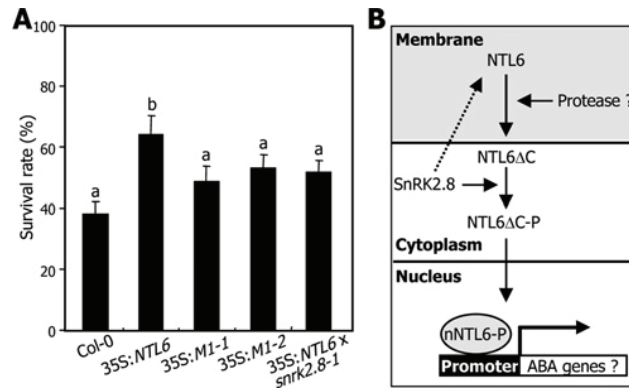 A
Survival rate (%)
100
80
60
40
20
0
a
b
a
a
a
Col-0
35S:NTL6
35S:M1-1
35S:M1-2
35S:NTL6 x
snrk2.8-1
B
Membrane
NTL6
Protease ?
NTL6ΔC
SnRK2.8
NTL6ΔC-P
Cytoplasm
Nucleus
nNTL6-P
Promoter
ABA genes ?